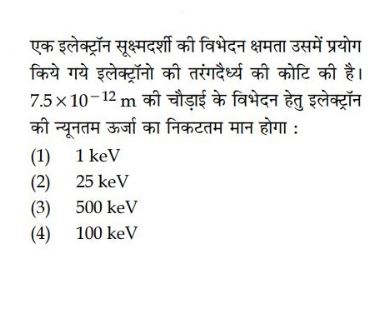 एक इलेक्ट्रॉन सूक्ष्मदर्शी की विभेदन क्षमता उसमें प्रयोग
किये गये इलेक्ट्रॉनो की तरंगदैर्ध्य की कोटि की है।
7.5×10⁻¹² m की चौड़ाई के विभेदन हेतु इलेक्ट्रॉन
की न्यूनतम ऊर्जा का निकटतम मान होगा :
(1) 1 keV
(2) 25 keV
(3) 500 keV
(4) 100 keV